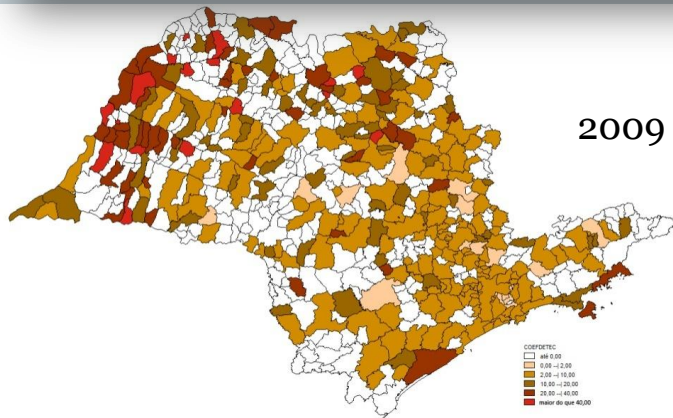 2009
COEFDETEC
até 0,00
0,00 --| 2,00
2,00 --| 10,00
10,00 --| 20,00
20,00 --| 40,00
maior do que 40,00